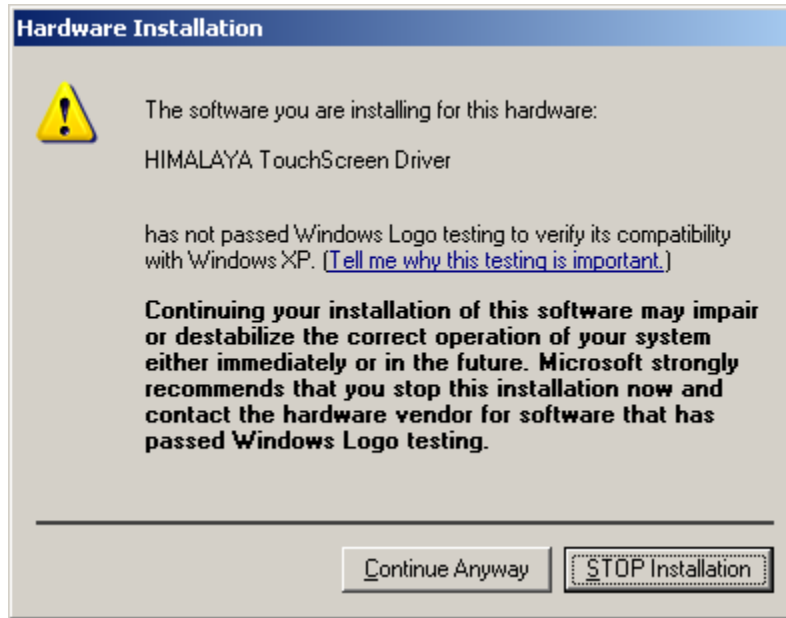 Hardware Installation
The software you are installing for this hardware:
HIMALAYA TouchScreen Driver
has not passed Windows Logo testing to verify its compatibility
with Windows XP. (Tell me why this testing is important.)
Continuing your installation of this software may impair
or destabilize the correct operation of your system
either immediately or in the future. Microsoft strongly
recommends that you stop this installation now and
contact the hardware vendor for software that has
passed Windows Logo testing.
Continue Anyway
STOP Installation